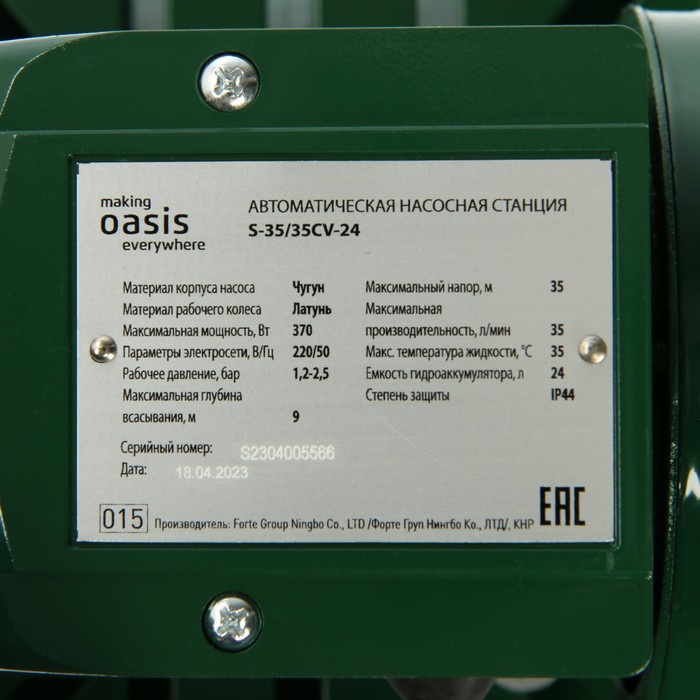 making
oasis
everywhere
АВТОМАТИЧЕСКАЯ НАСОСНАЯ СТАНЦИЯ
S-35/35CV-24
Материал корпуса насоса Чугун
Материал рабочего колеса Латунь
Максимальная мощность, Вт 370
Параметры электросети, В/Гц 220/50
Рабочее давление, бар 1,2-2,5
Максимальная глубина
всасывания, м 9
Максимальный напор, м 35
Максимальная
производительность, л/мин 35
Макс. температура жидкости, °C 35
Емкость гидроаккумулятора, л 24
Степень защиты IP44
Серийный номер: S2304005566
Дата: 18.04.2023
015 Производитель: Forte Group Ningbo Co., LTD /Форте Груп Нингбо Ко., ЛТД/, КНР
EAC